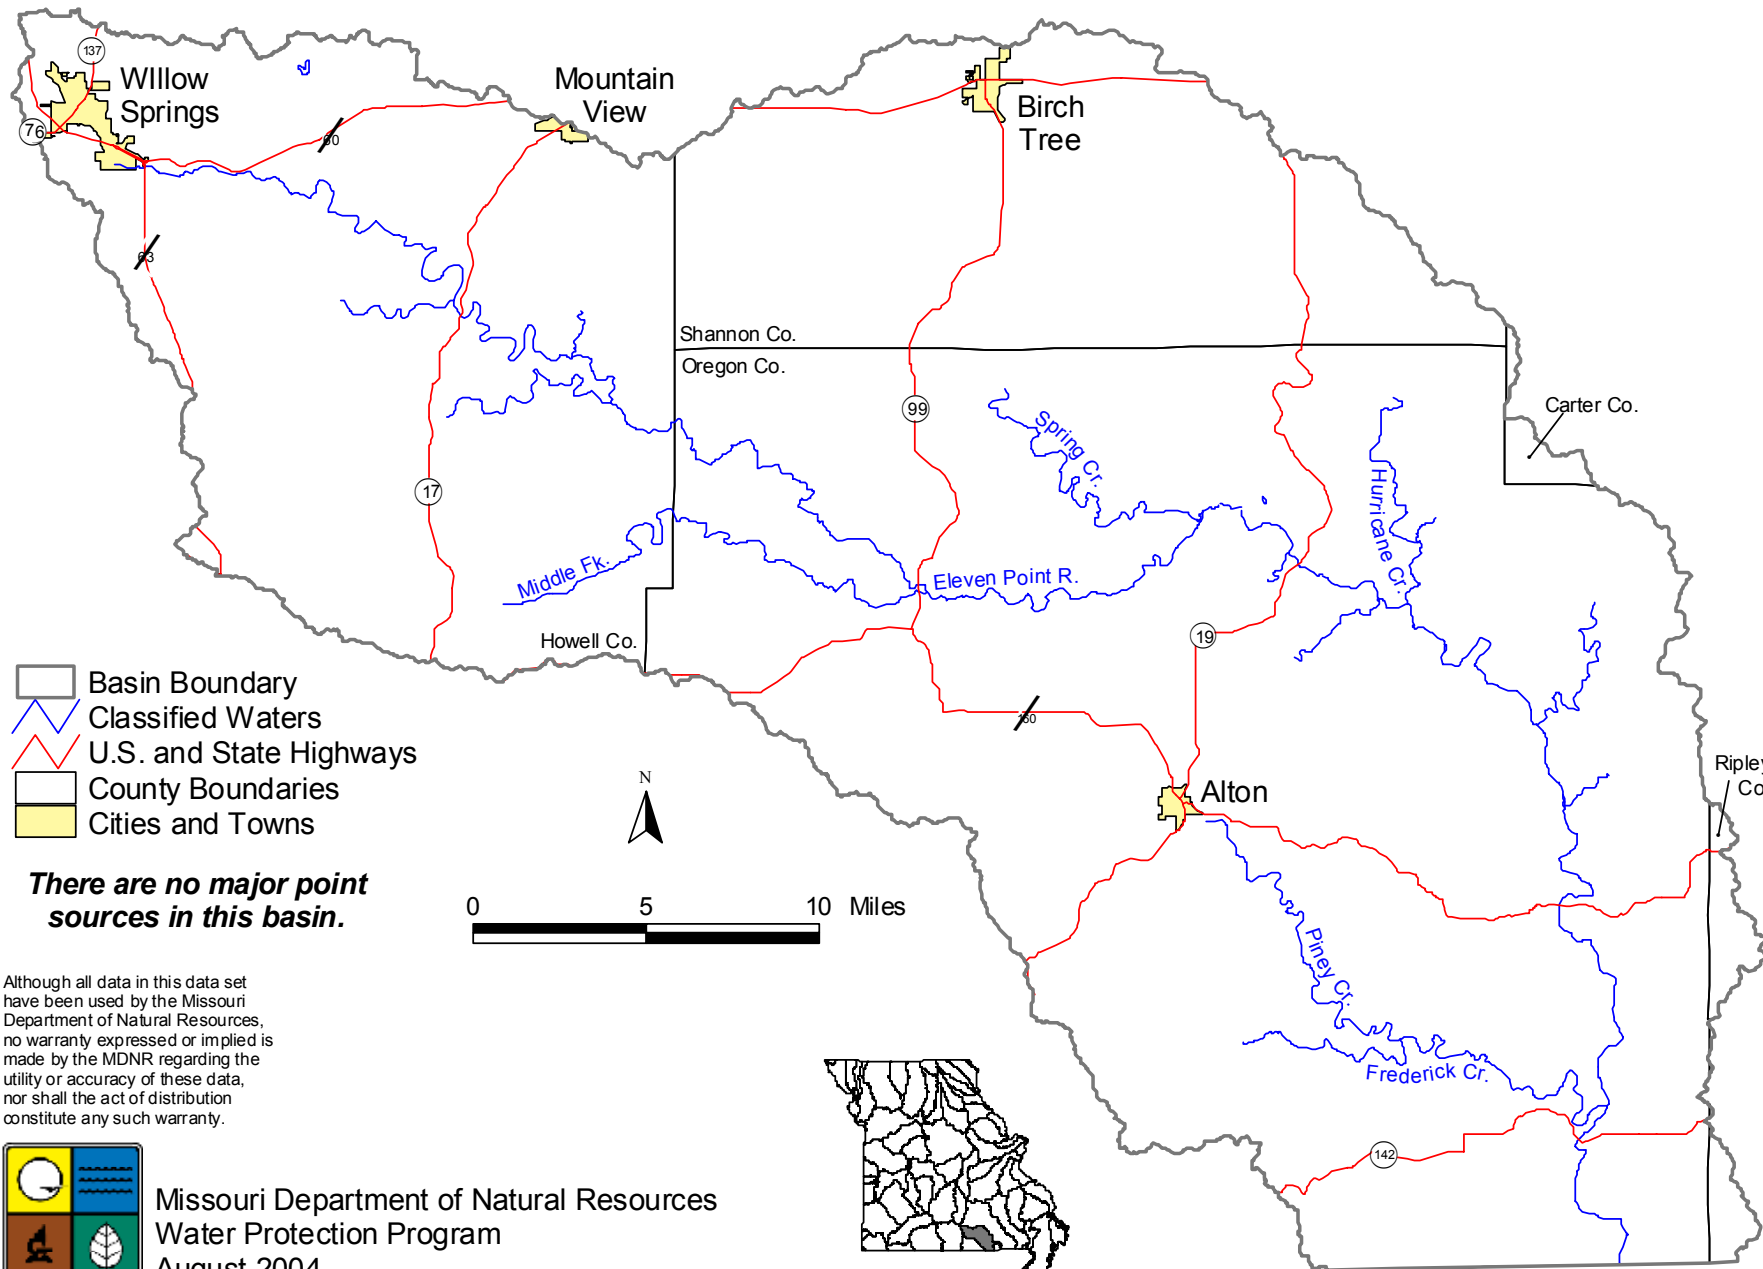 137
WIllow
Springs
76
60
63
Mountain
View
Birch
Tree
Shannon Co.
Oregon Co.
99
Carter Co.
Spring Cr.
Hurricane Cr.
17
Middle Fk.
Eleven Point R.
Howell Co.
19
160
Alton
Ripley
Co
Piney Cr.
Frederick Cr.
142
Basin Boundary
Classified Waters
U.S. and State Highways
County Boundaries
Cities and Towns
N
There are no major point
sources in this basin.
0 5 10 Miles
Although all data in this data set
have been used by the Missouri
Department of Natural Resources,
no warranty expressed or implied is
made by the MDNR regarding the
utility or accuracy of these data,
nor shall the act of distribution
constitute any such warranty.
Missouri Department of Natural Resources
Water Protection Program
August 2004